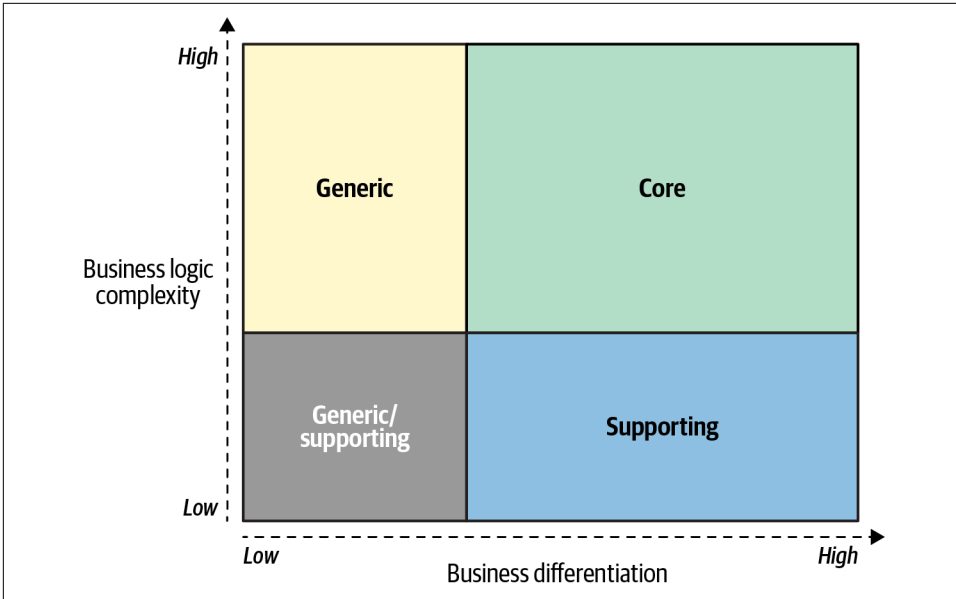 High
Generic
Core
Business logic
complexity
Generic/
supporting
Supporting
Low
Low
High
Business differentiation